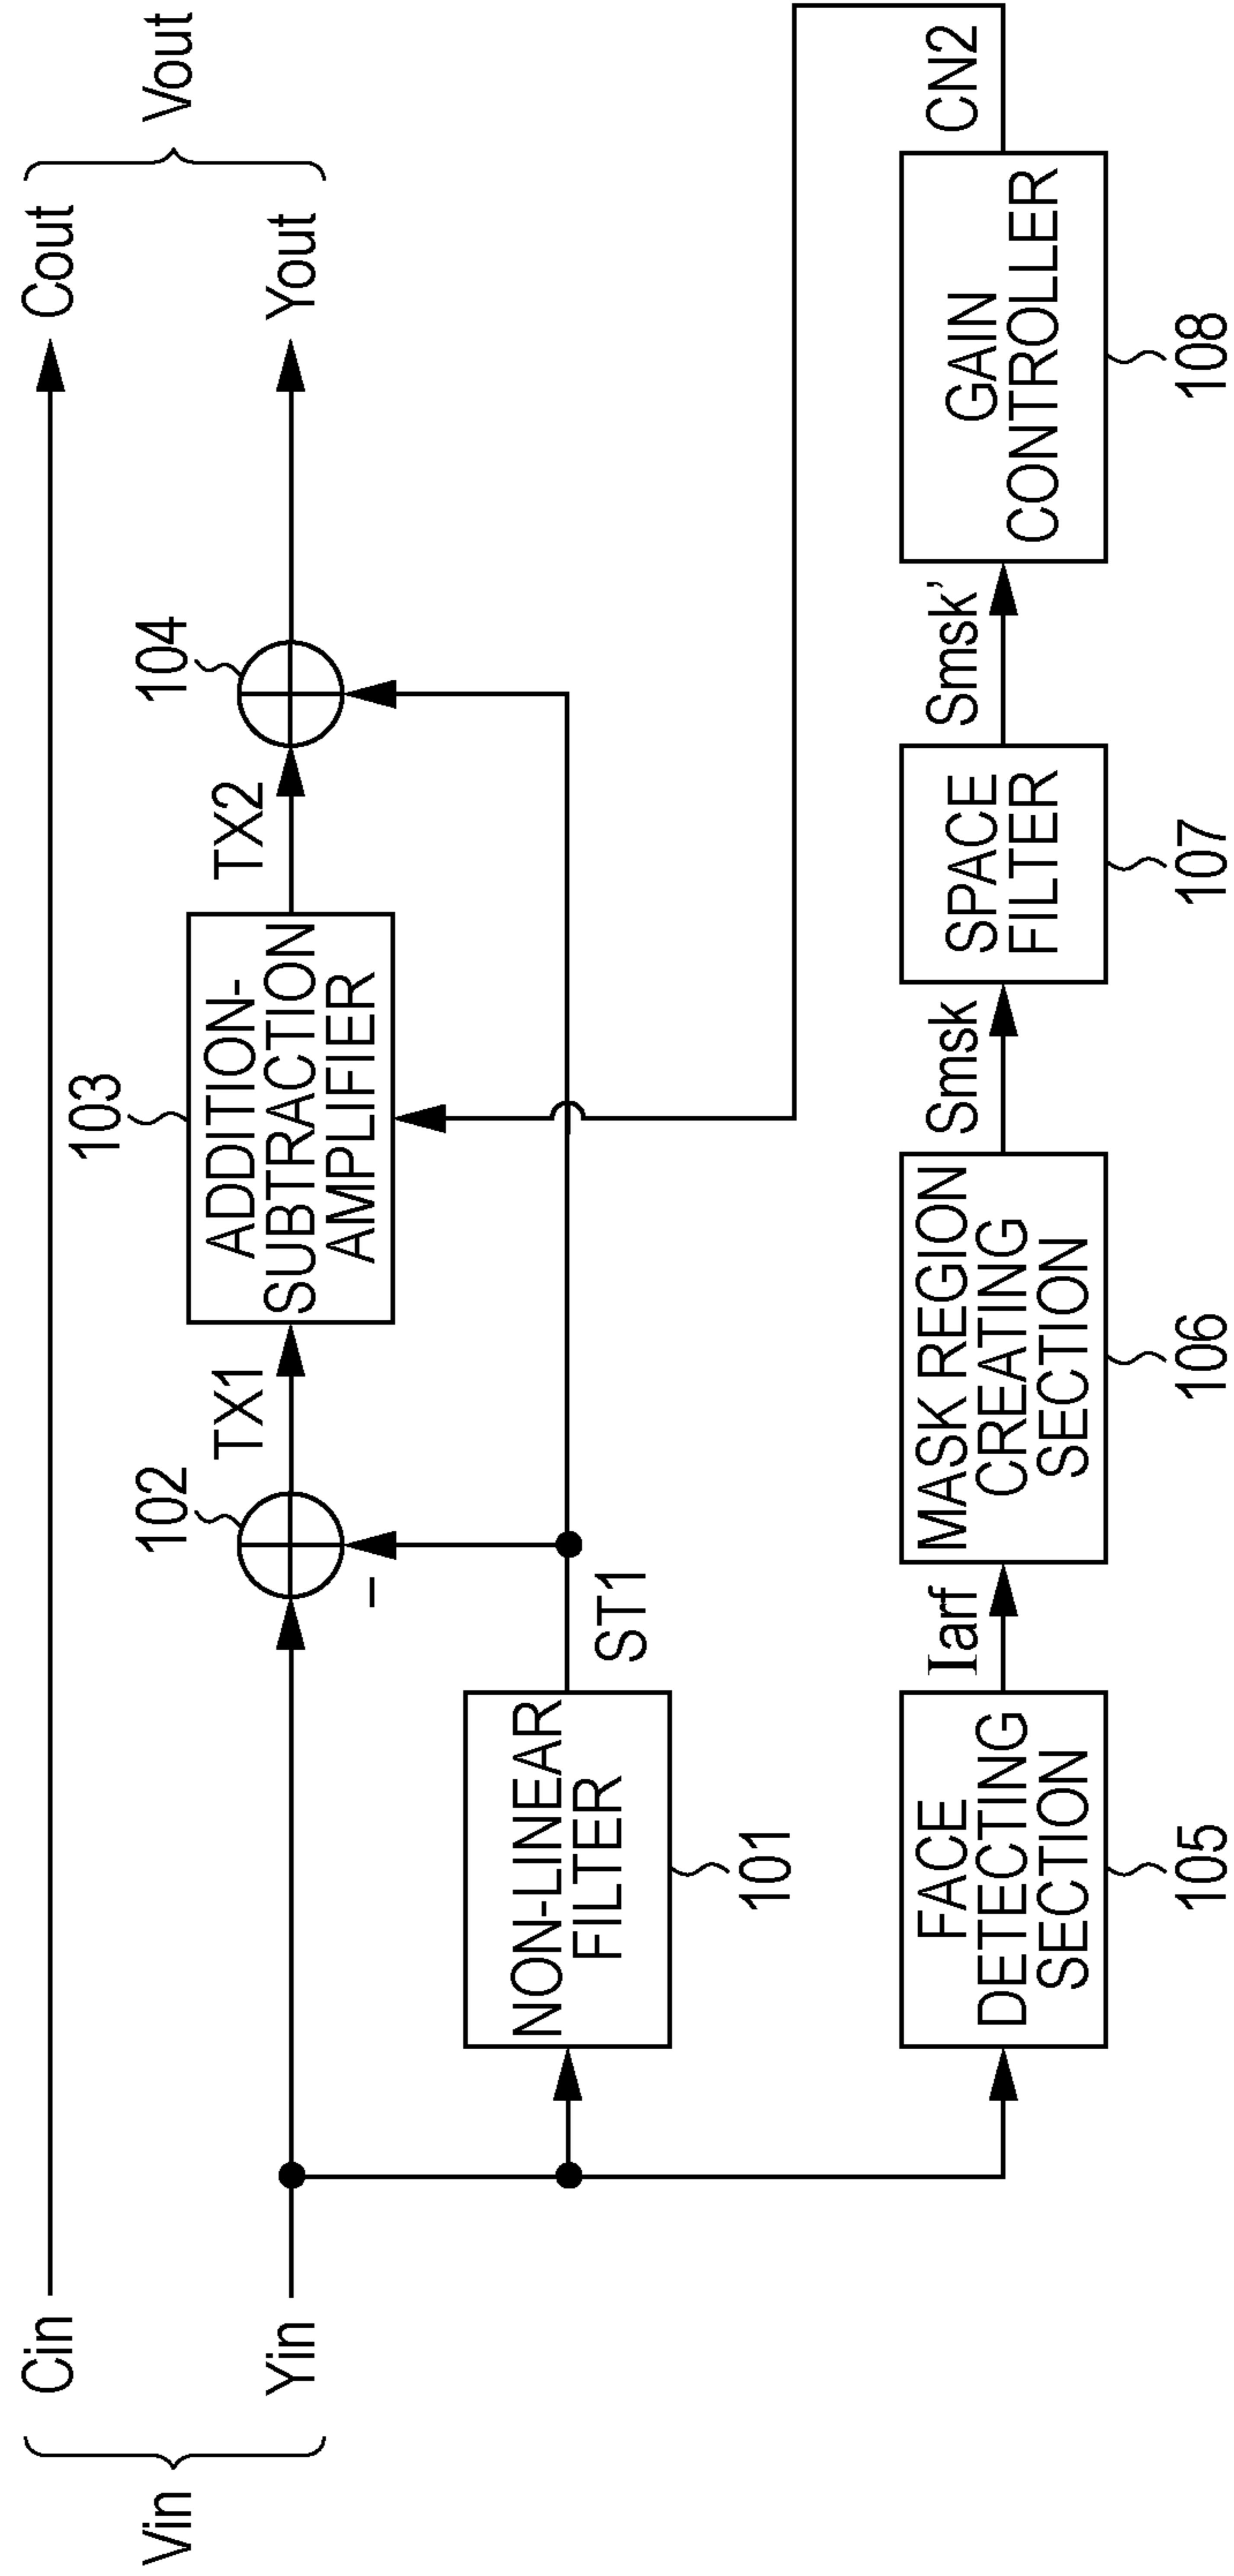 Vin
Cin
Yin
Cout
Yout
Vout
102
TX1
103
ADDITION-
SUBTRACTION
AMPLIFIER
TX2
104
–
NON-LINEAR
FILTER
101
ST1
FACE
DETECTING
SECTION
105
Iarf
MASK REGION
CREATING
SECTION
106
Smsk
SPACE
FILTER
107
Smsk’
GAIN
CONTROLLER
108
CN2